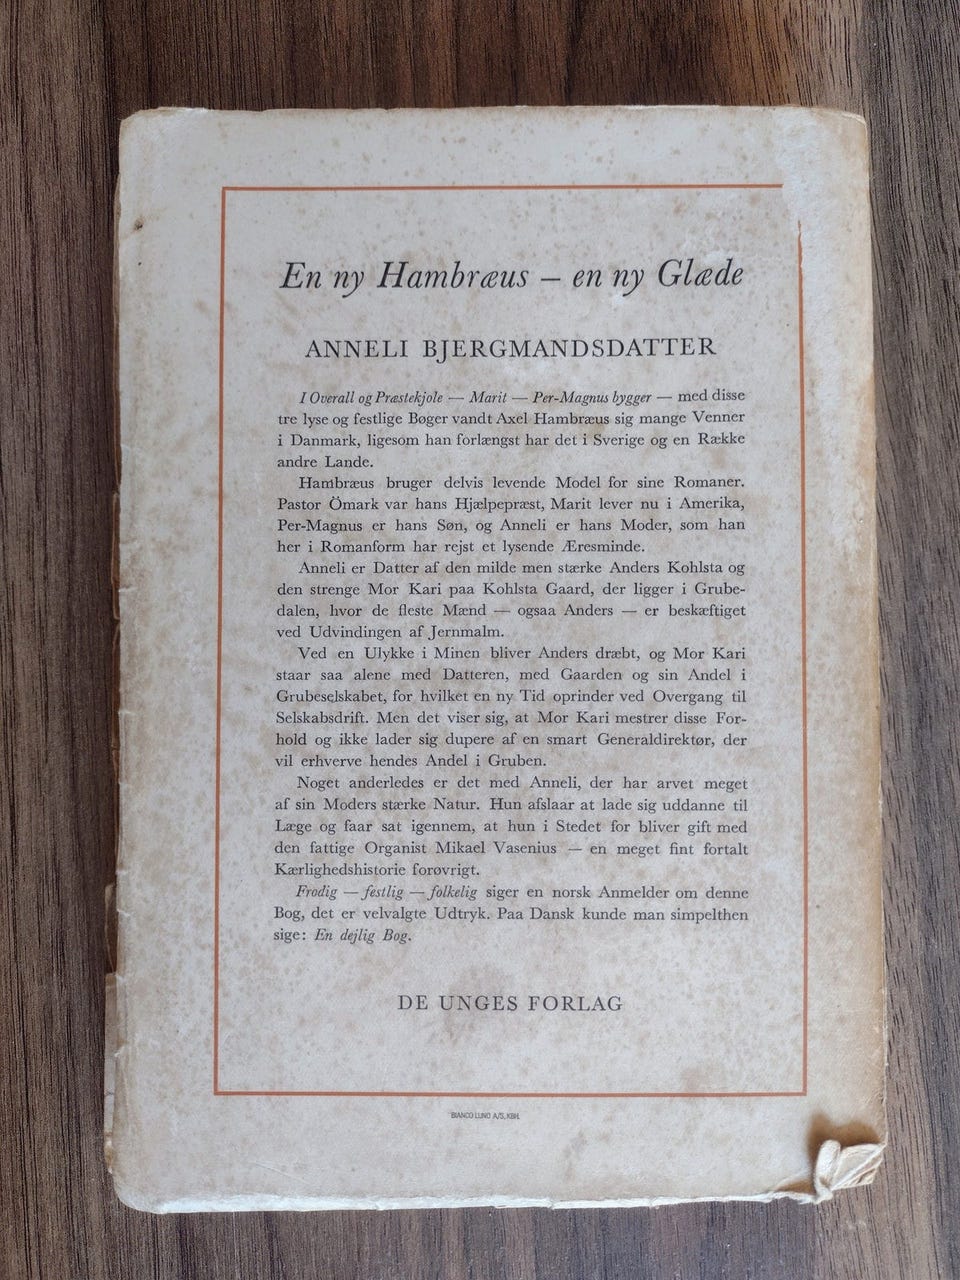 En ny Hambræus – en ny Glæde
ANNELI BJERGMANDSDATTER
I Overall og Præstekjole — Marit — Per-Magnus bygger — med disse
tre lyse og festlige Bøger vandt Axel Hambræus sig mange Venner
i Danmark, ligesom han forlængst har det i Sverige og en Række
andre Lande.
Hambræus bruger delvis levende Model for sine Romaner.
Pastor Ömark var hans Hjælpepræst, Marit lever nu i Amerika,
Per-Magnus er hans Søn, og Anneli er hans Moder, som han
her i Romanform har rejst et lysende Æresminde.
Anneli er Datter af den milde men stærke Anders Kohlsta og
den strenge Mor Kari paa Kohlsta Gaard, der ligger i Grube-
dalen, hvor de fleste Mænd — ogsaa Anders — er beskæftiget
ved Udvindingen af Jernmalm.
Ved en Ulykke i Minen bliver Anders dræbt, og Mor Kari
staar saa alene med Datteren, med Gaarden og sin Andel i
Grubeselskabet, for hvilket en ny Tid oprinder ved Overgang til
Selskabsdrift. Men det viser sig, at Mor Kari mestrer disse For-
hold og ikke lader sig dupere af en smart Generaldirektør, der
vil erhverve hendes Andel i Gruben.
Noget anderledes er det med Anneli, der har arvet meget
af sin Moders stærke Natur. Hun afslaar at lade sig uddanne til
Læge og faar sat igennem, at hun i Stedet for bliver gift med
den fattige Organist Mikael Vasenius — en meget fint fortalt
Kærlighedshistorie forøvrigt.
Frodig — festlig — folkelig siger en norsk Anmelder om denne
Bog, det er velvalgte Udtryk. Paa Dansk kunde man simpelthen
sige: En dejlig Bog.
DE UNGES FORLAG
BIANCO LUNO A/S, KBH.